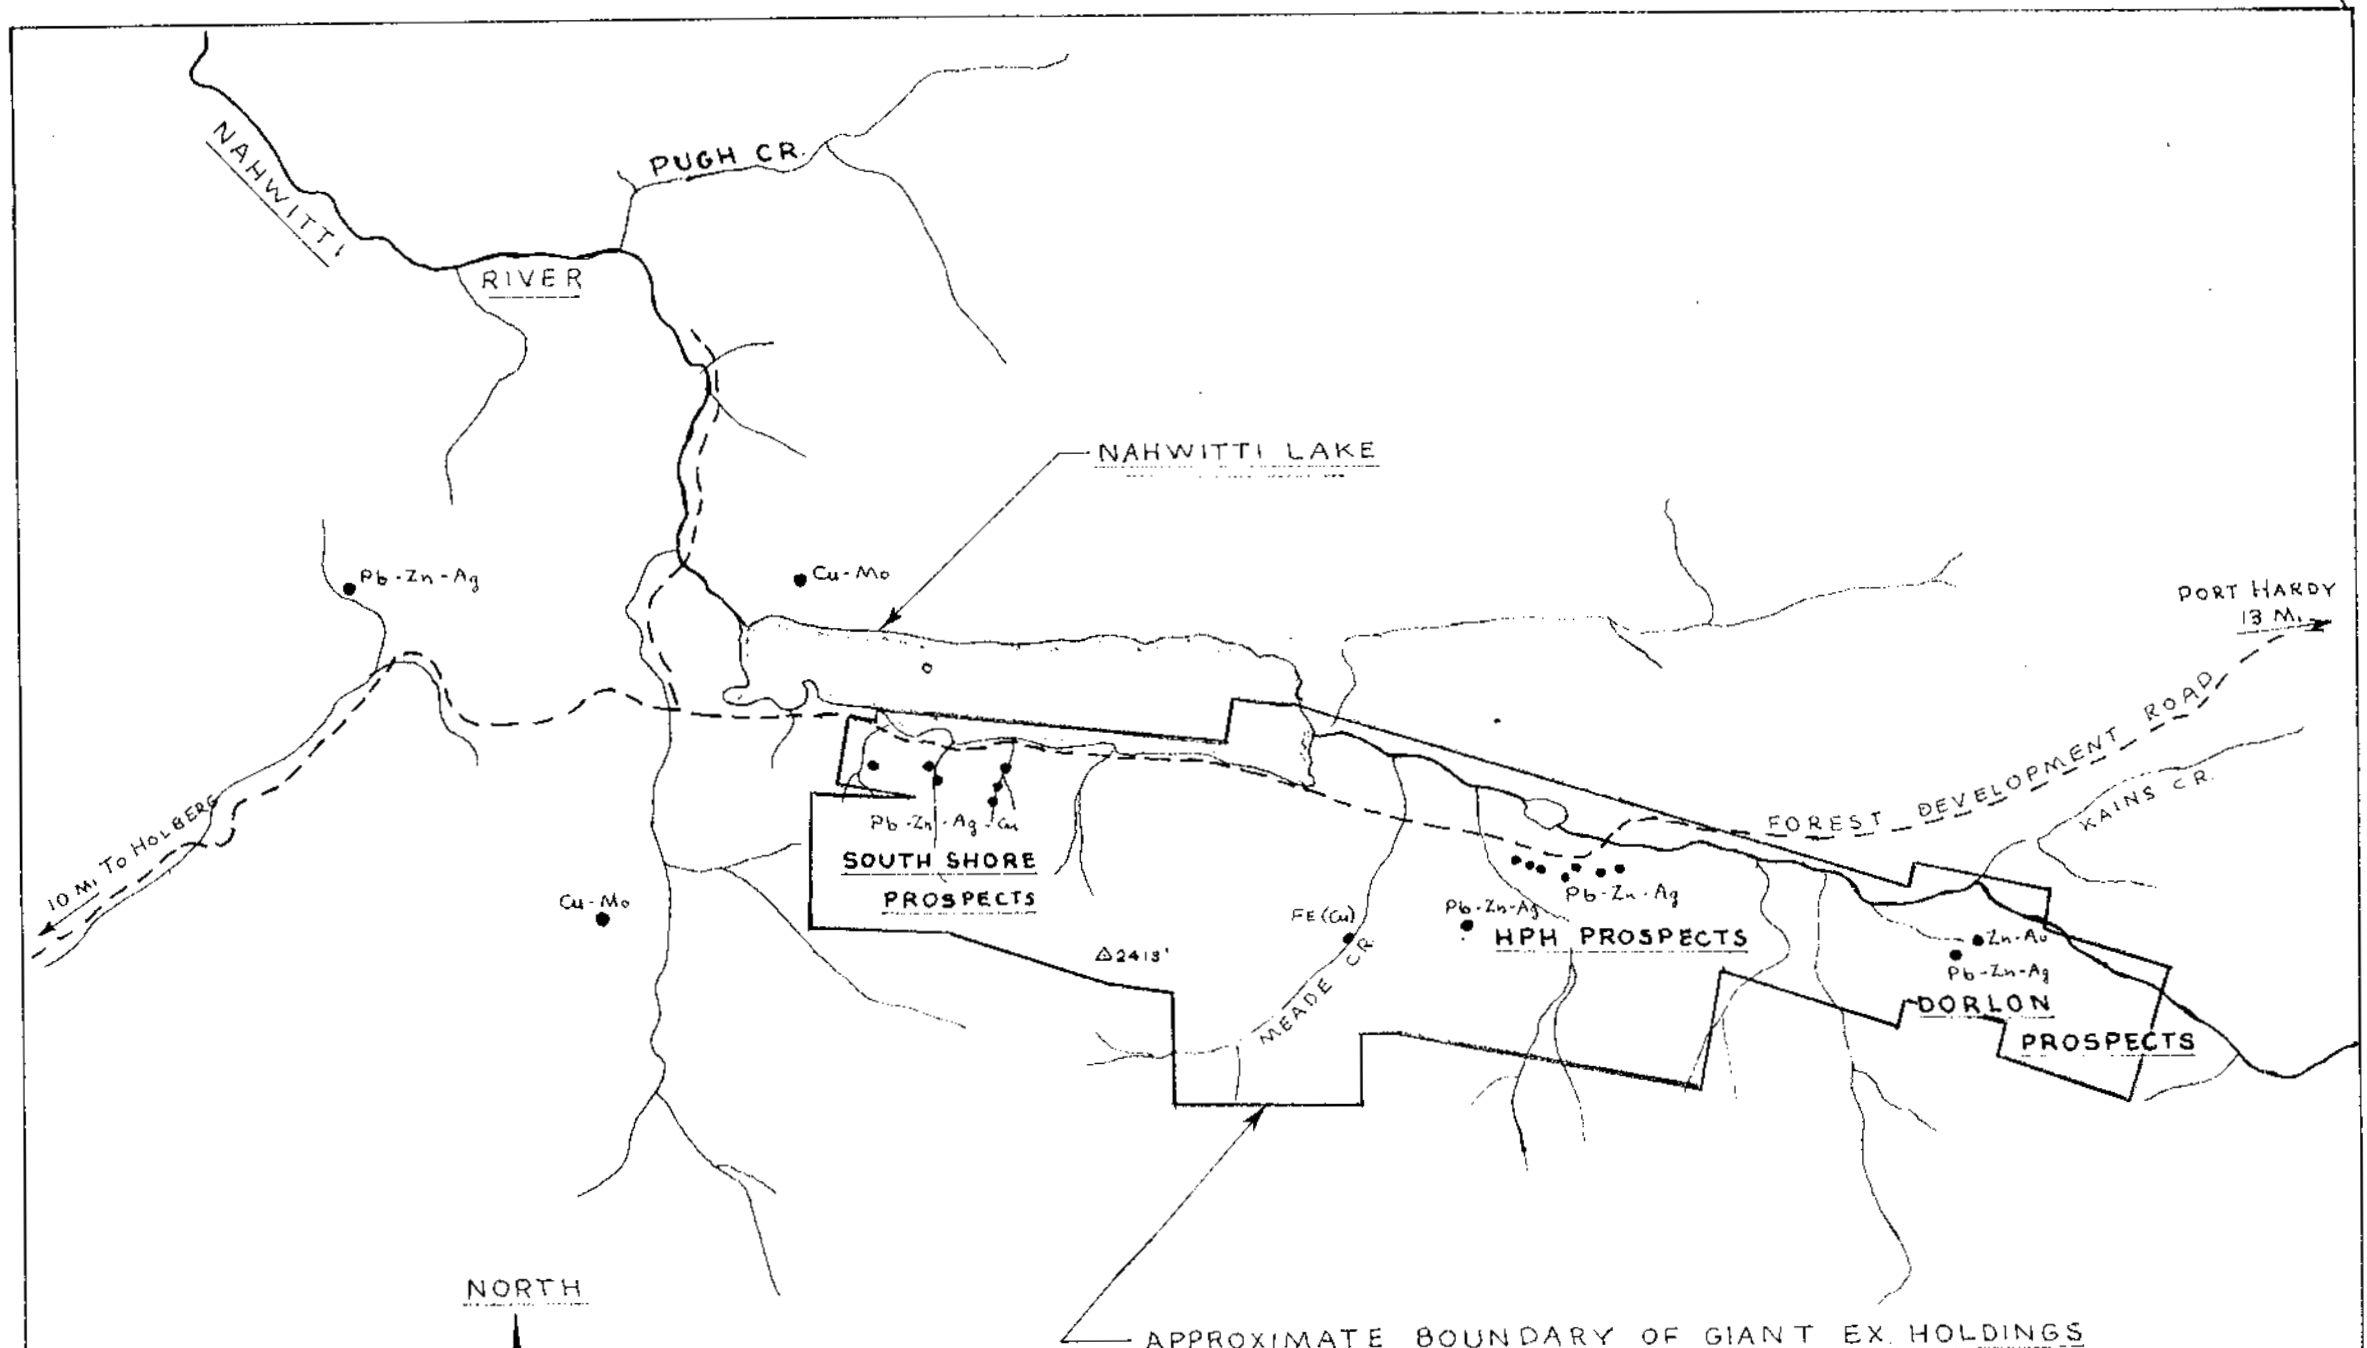 PUGH CR.
NAHWITTI
RIVER
NAHWITTI LAKE
Pb-Zn-Ag
Cu-Mo
PORT HARDY
13 Mi.
FOREST DEVELOPMENT ROAD
KAINS CR.
10 Mi. TO HOLBERG
Pb-Zn-Ag-Cu
SOUTH SHORE
PROSPECTS
Cu-Mo
FE(Cu)
Pb-Zn-Ag
Pb-Zn-Ag
HPH PROSPECTS
△2413'
MEADE CR.
Zn-Au
Pb-Zn-Ag
DORLON
PROSPECTS
NORTH
APPROXIMATE BOUNDARY OF GIANT EX. HOLDINGS